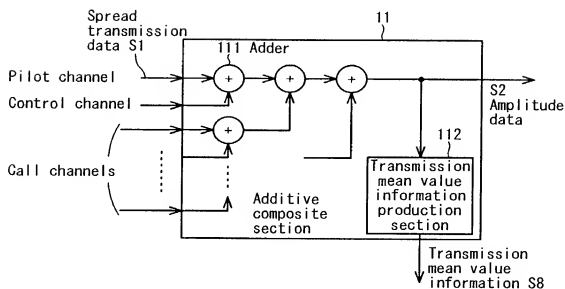 Spread
transmission
data S1
11
111 Adder
Pilot channel
+
+
+
S2
Amplitude
data
Control channel
+
112
Call channels
Transmission
mean value
information
production
section
Additive
composite
section
Transmission
mean value
information S8